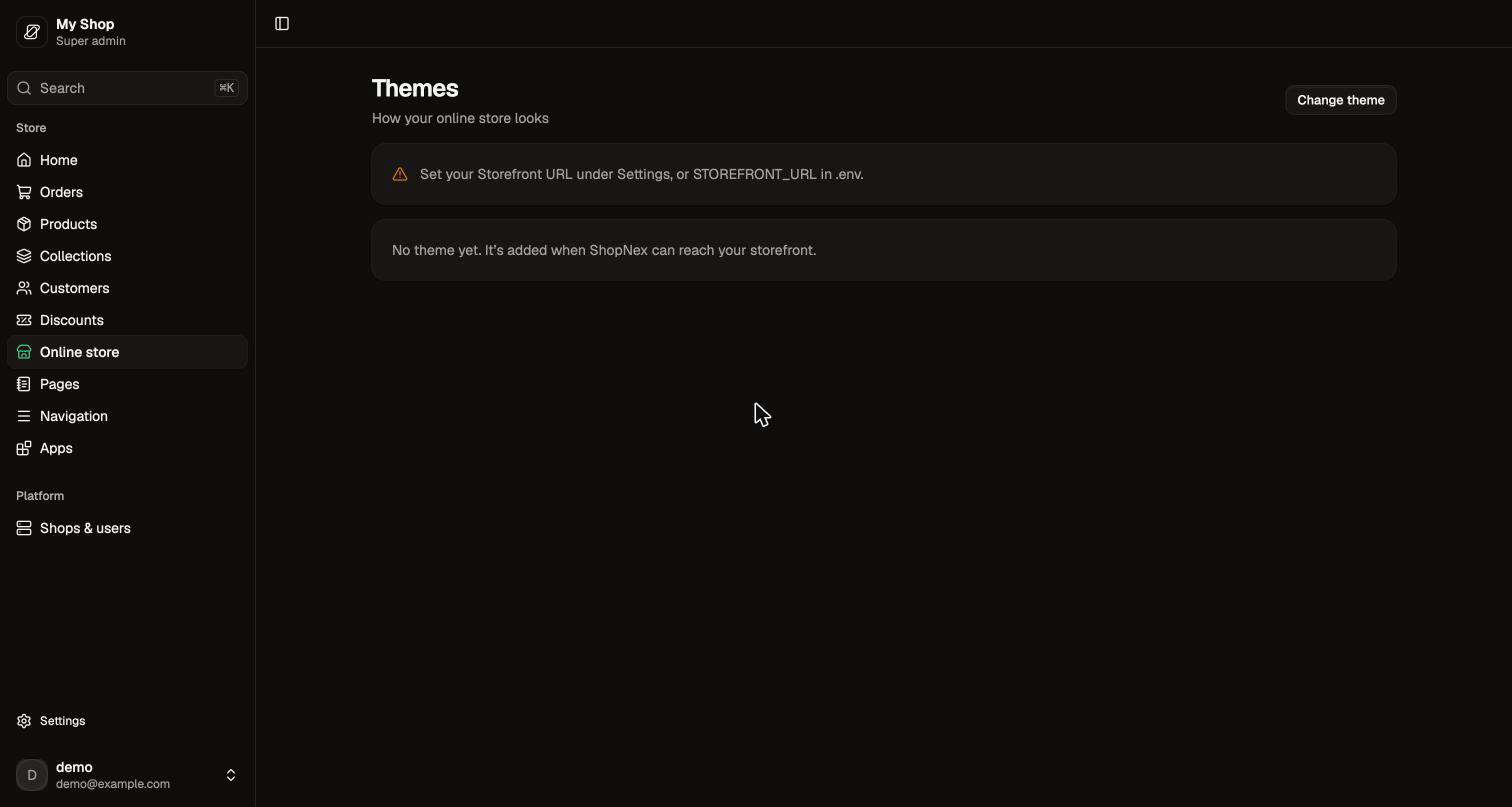 My Shop
Super admin
Search ⌘K
Store
Home
Orders
Products
Collections
Customers
Discounts
Online store
Pages
Navigation
Apps
Platform
Shops & users
Settings
D
demo
demo@example.com
Themes
How your online store looks
Change theme
Set your Storefront URL under Settings, or STOREFRONT_URL in .env.
No theme yet. It's added when ShopNex can reach your storefront.